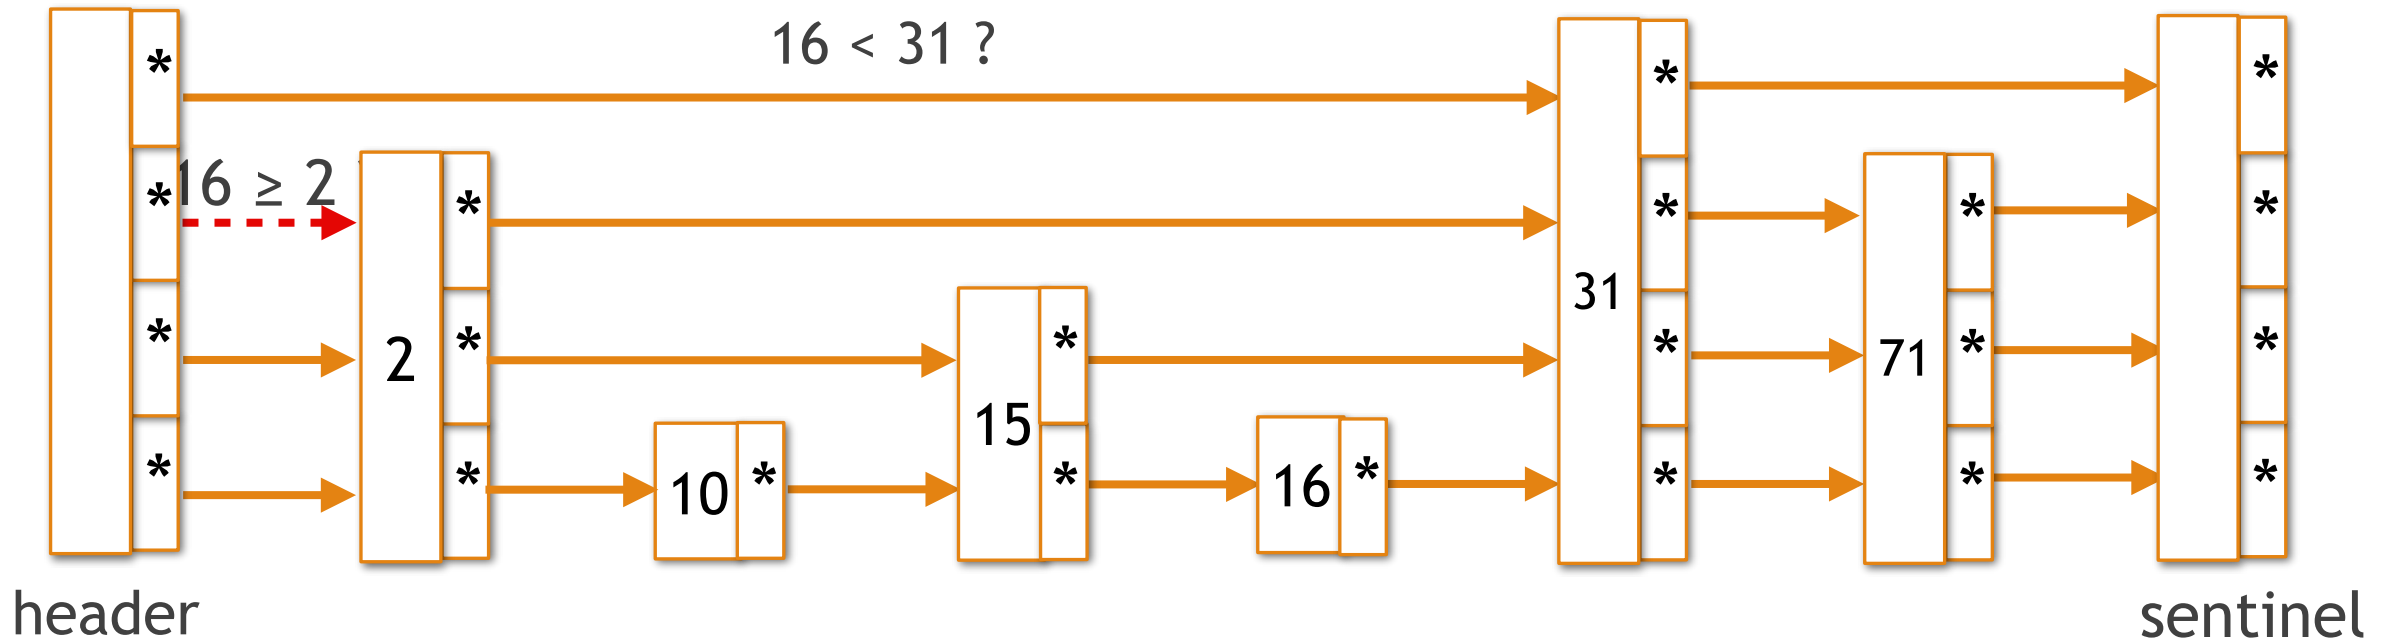 16 < 31 ?
* * *
16 ≥ 2
* * * * *
31
* * * * * *
2
71
15
* * * * * * *
10
16
header
sentinel